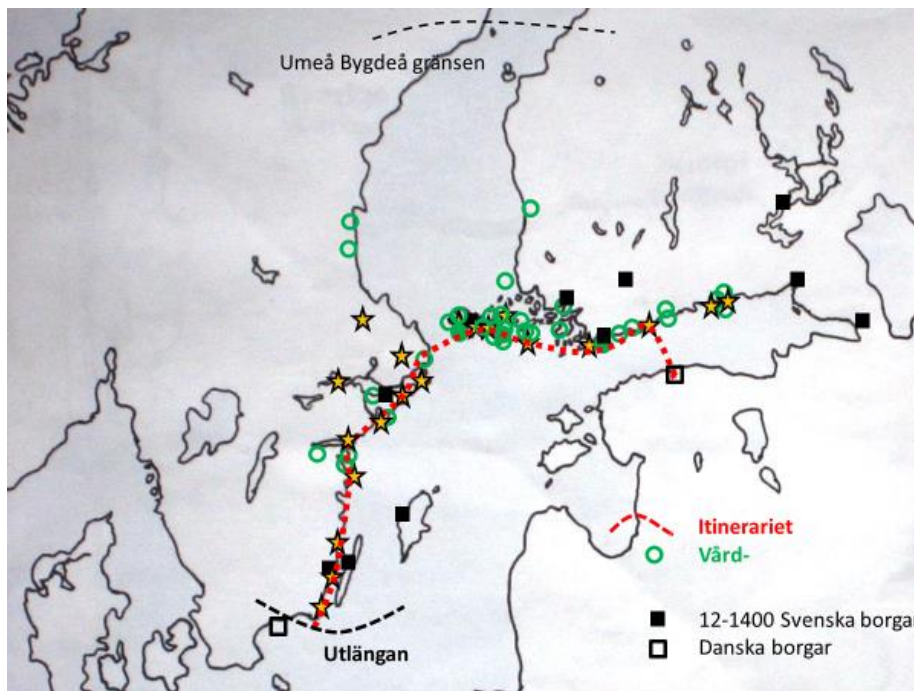 Umeå Bygdeå gränsen
Itinerariet
Vård-
12-1400 Svenska borgar
Danska borgar
Utlängan